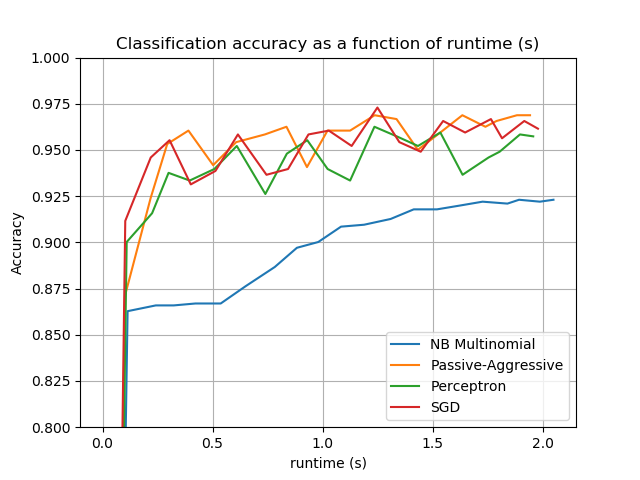 Classification accuracy as a function of runtime (s)
1.000
0.975
0.950
0.925
0.900
0.875
0.850
0.825
0.800
Accuracy
NB Multinomial
Passive-Aggressive
Perceptron
SGD
0.0 0.5 1.0 1.5 2.0
runtime (s)